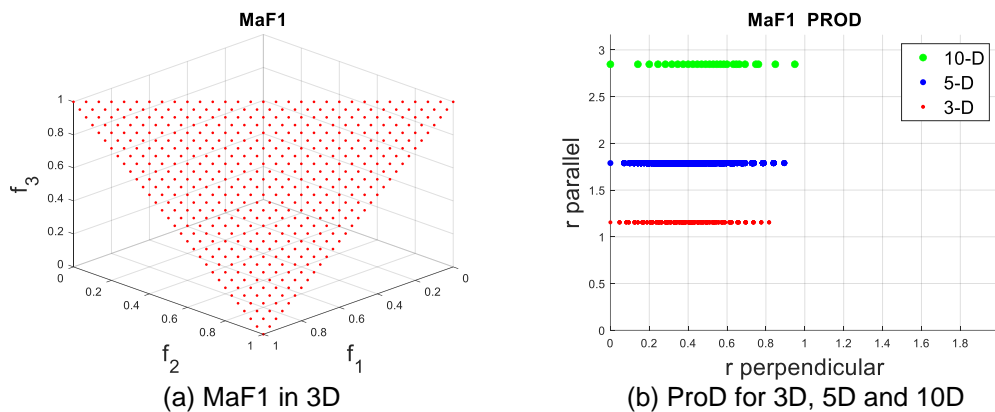 MaF1
1
0.8
0.6
0.4
0.2
0
f3
0
0.2
0.4
0.6
0.8
1
f2
0
0.2
0.4
0.6
0.8
1
f1
(a) MaF1 in 3D
MaF1 PROD
3
2.5
2
1.5
1
0.5
0
r parallel
0
0.2
0.4
0.6
0.8
1
1.2
1.4
1.6
1.8
r perpendicular
10-D
5-D
3-D
(b) ProD for 3D, 5D and 10D